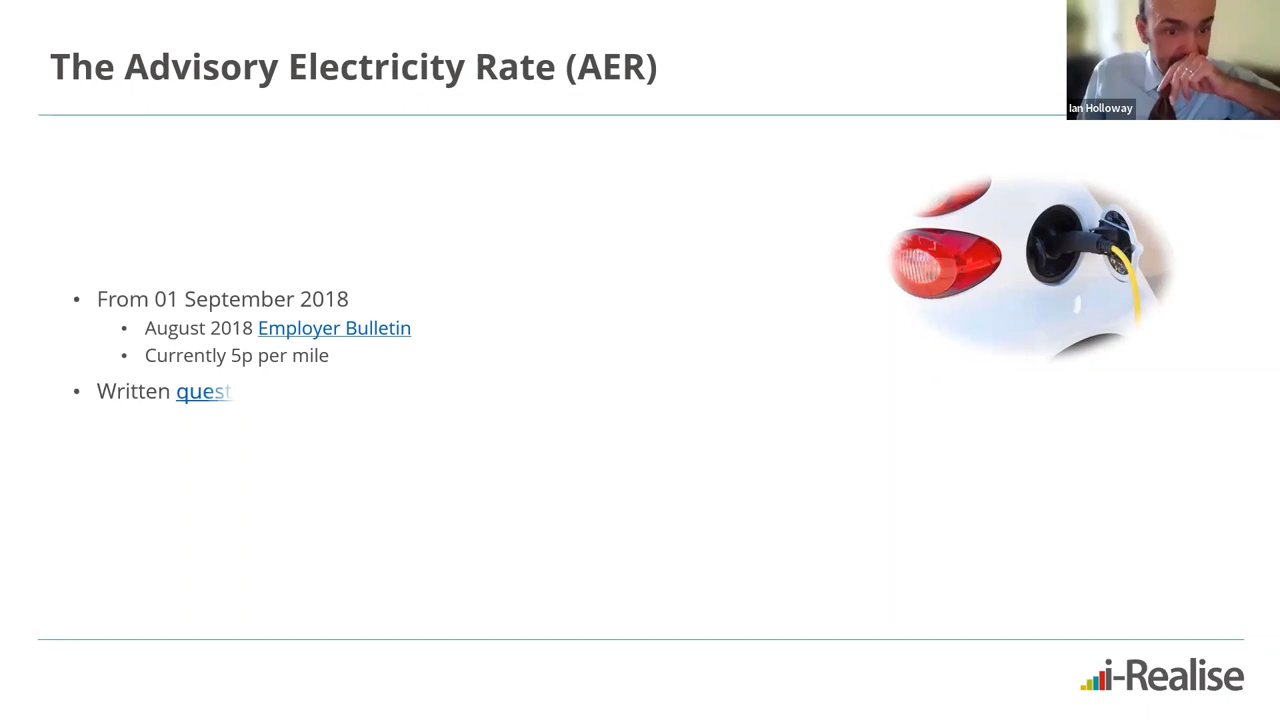 The Advisory Electricity Rate (AER)
Ian Holloway
• From 01 September 2018
• August 2018 Employer Bulletin
• Currently 5p per mile
• Written quest
i-Realise